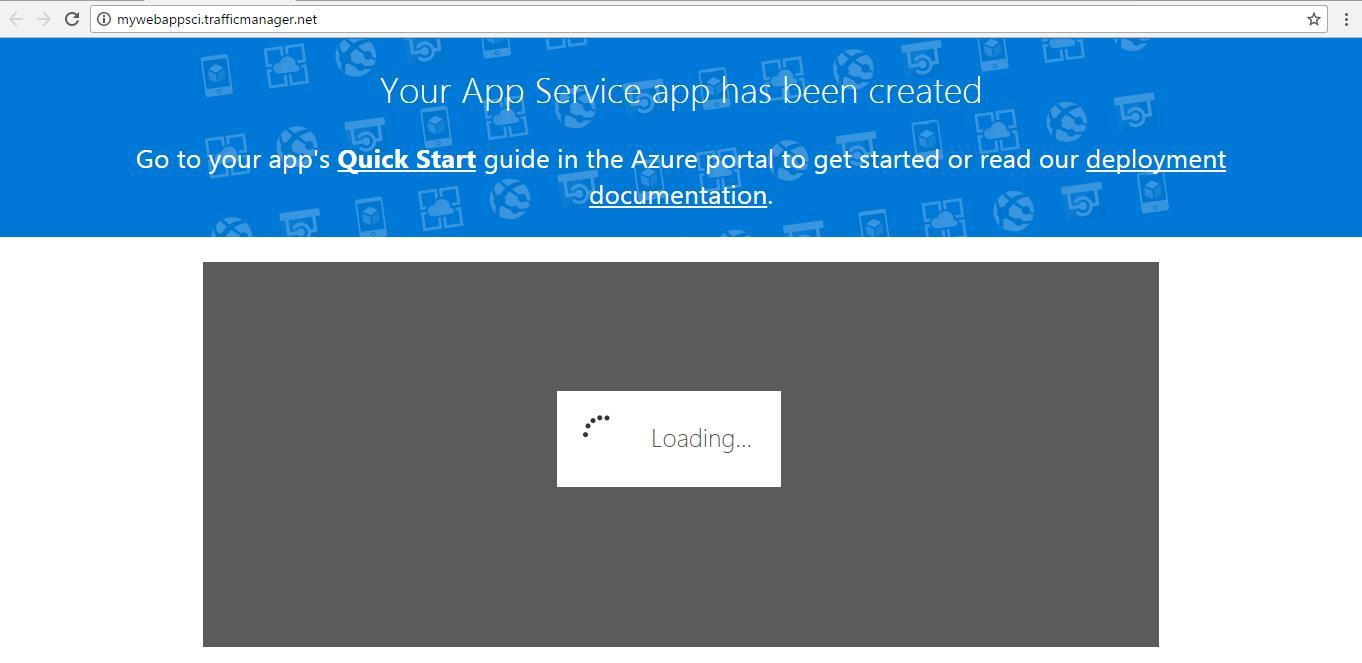 mywebappsci.trafficmanager.net
Your App Service app has been created
Go to your app's Quick Start guide in the Azure portal to get started or read our deployment
documentation.
Loading...